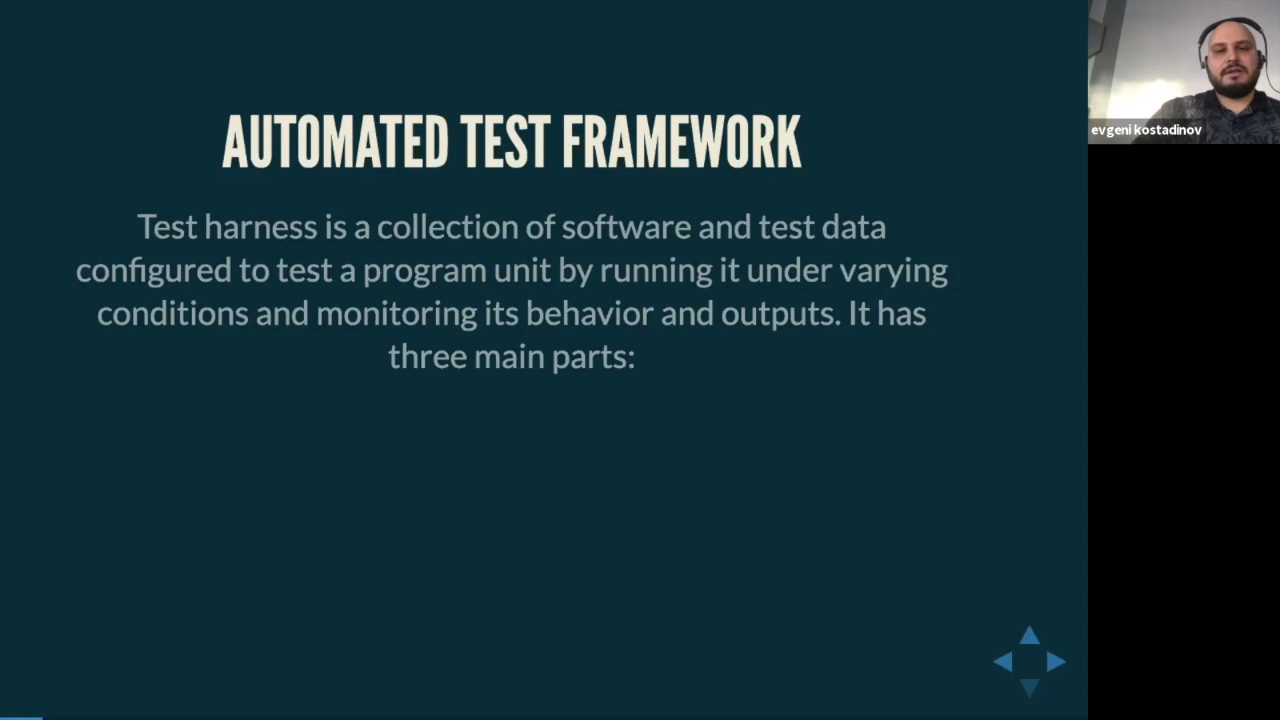 AUTOMATED TEST FRAMEWORK
Test harness is a collection of software and test data
configured to test a program unit by running it under varying
conditions and monitoring its behavior and outputs. It has
three main parts:
evgeni kostadinov